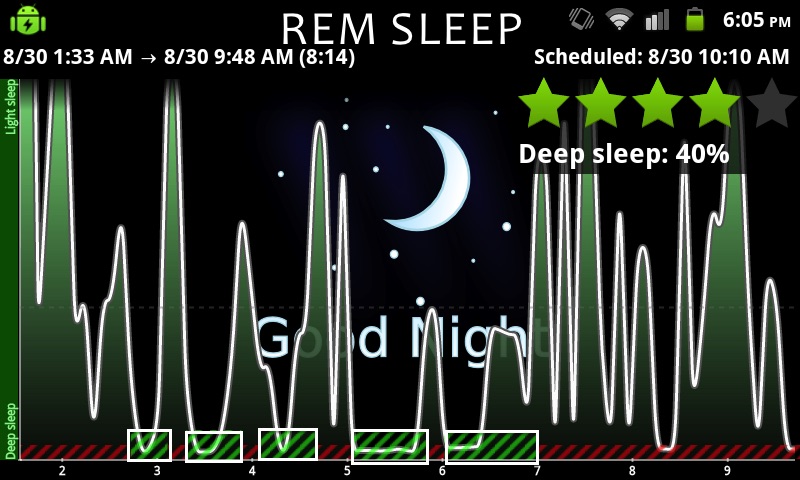 REM SLEEP
6:05 PM
8/30 1:33 AM → 8/30 9:48 AM (8:14)
Scheduled: 8/30 10:10 AM
Light sleep
Deep sleep: 40%
Good Night
Deep sleep
2 3 4 5 6 7 8 9